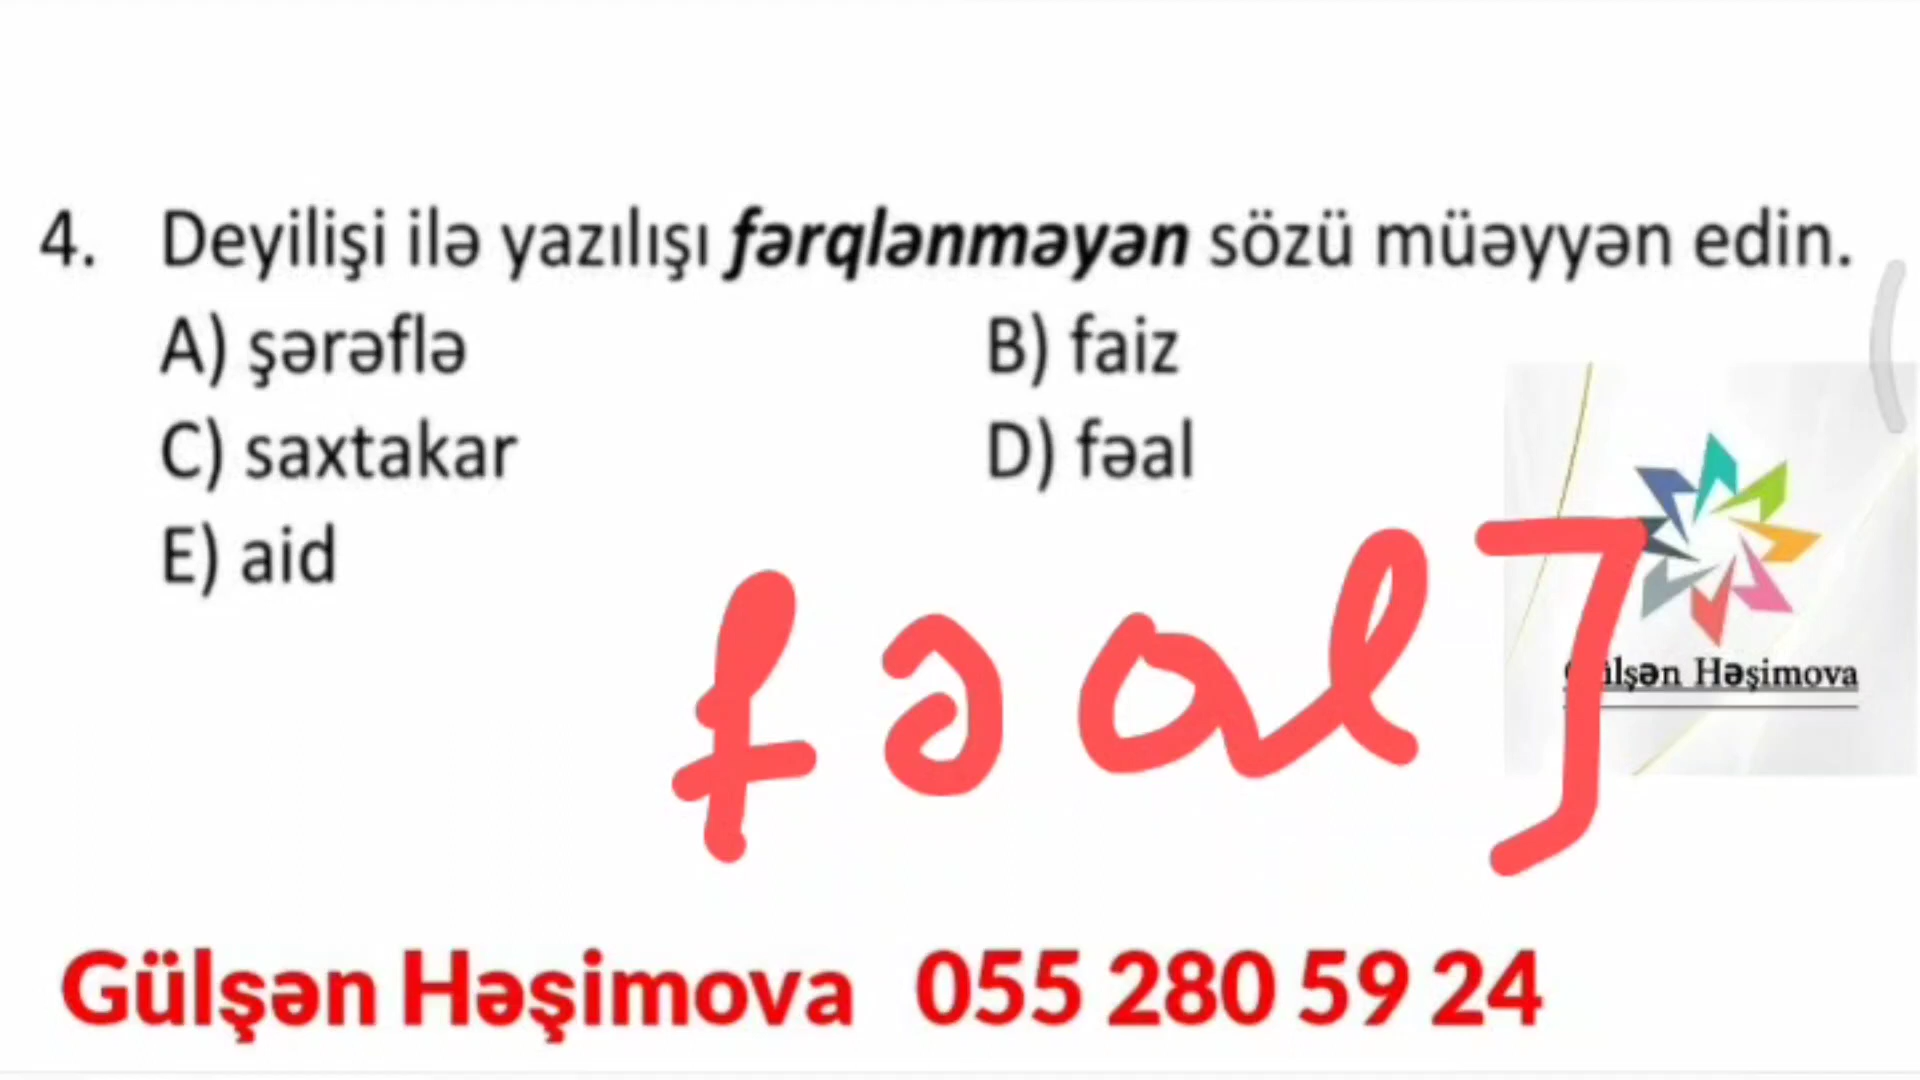 4. Deyilişi ilə yazılışı fərqlənməyən sözü müəyyən edin.
A) şərəflə B) faiz
C) saxtakar D) fəal
E) aid
fəal]
Gülşən Həşimova
Gülşən Həşimova 055 280 59 24